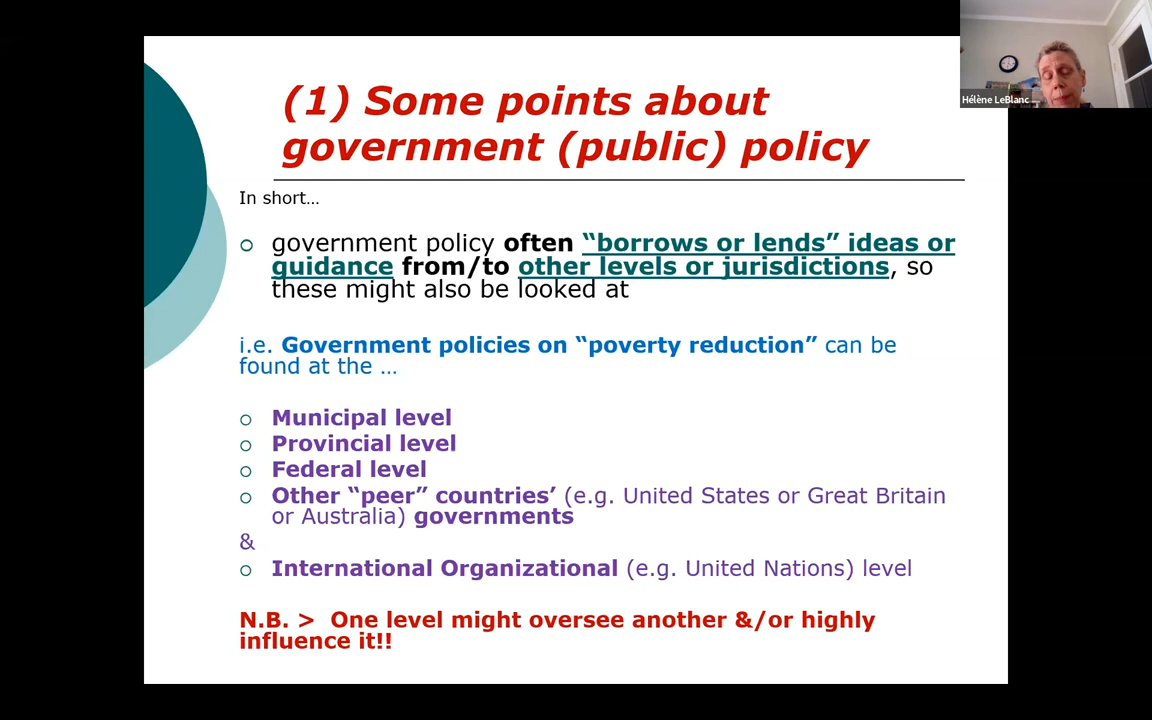 (1) Some points about
government (public) policy
In short…
government policy often “borrows or lends” ideas or
guidance from/to other levels or jurisdictions, so
these might also be looked at
i.e. Government policies on “poverty reduction” can be
found at the …
Municipal level
Provincial level
Federal level
Other “peer” countries’ (e.g. United States or Great Britain
or Australia) governments
&
International Organizational (e.g. United Nations) level
N.B. > One level might oversee another &/or highly
influence it!!
Hélène LeBlanc ...